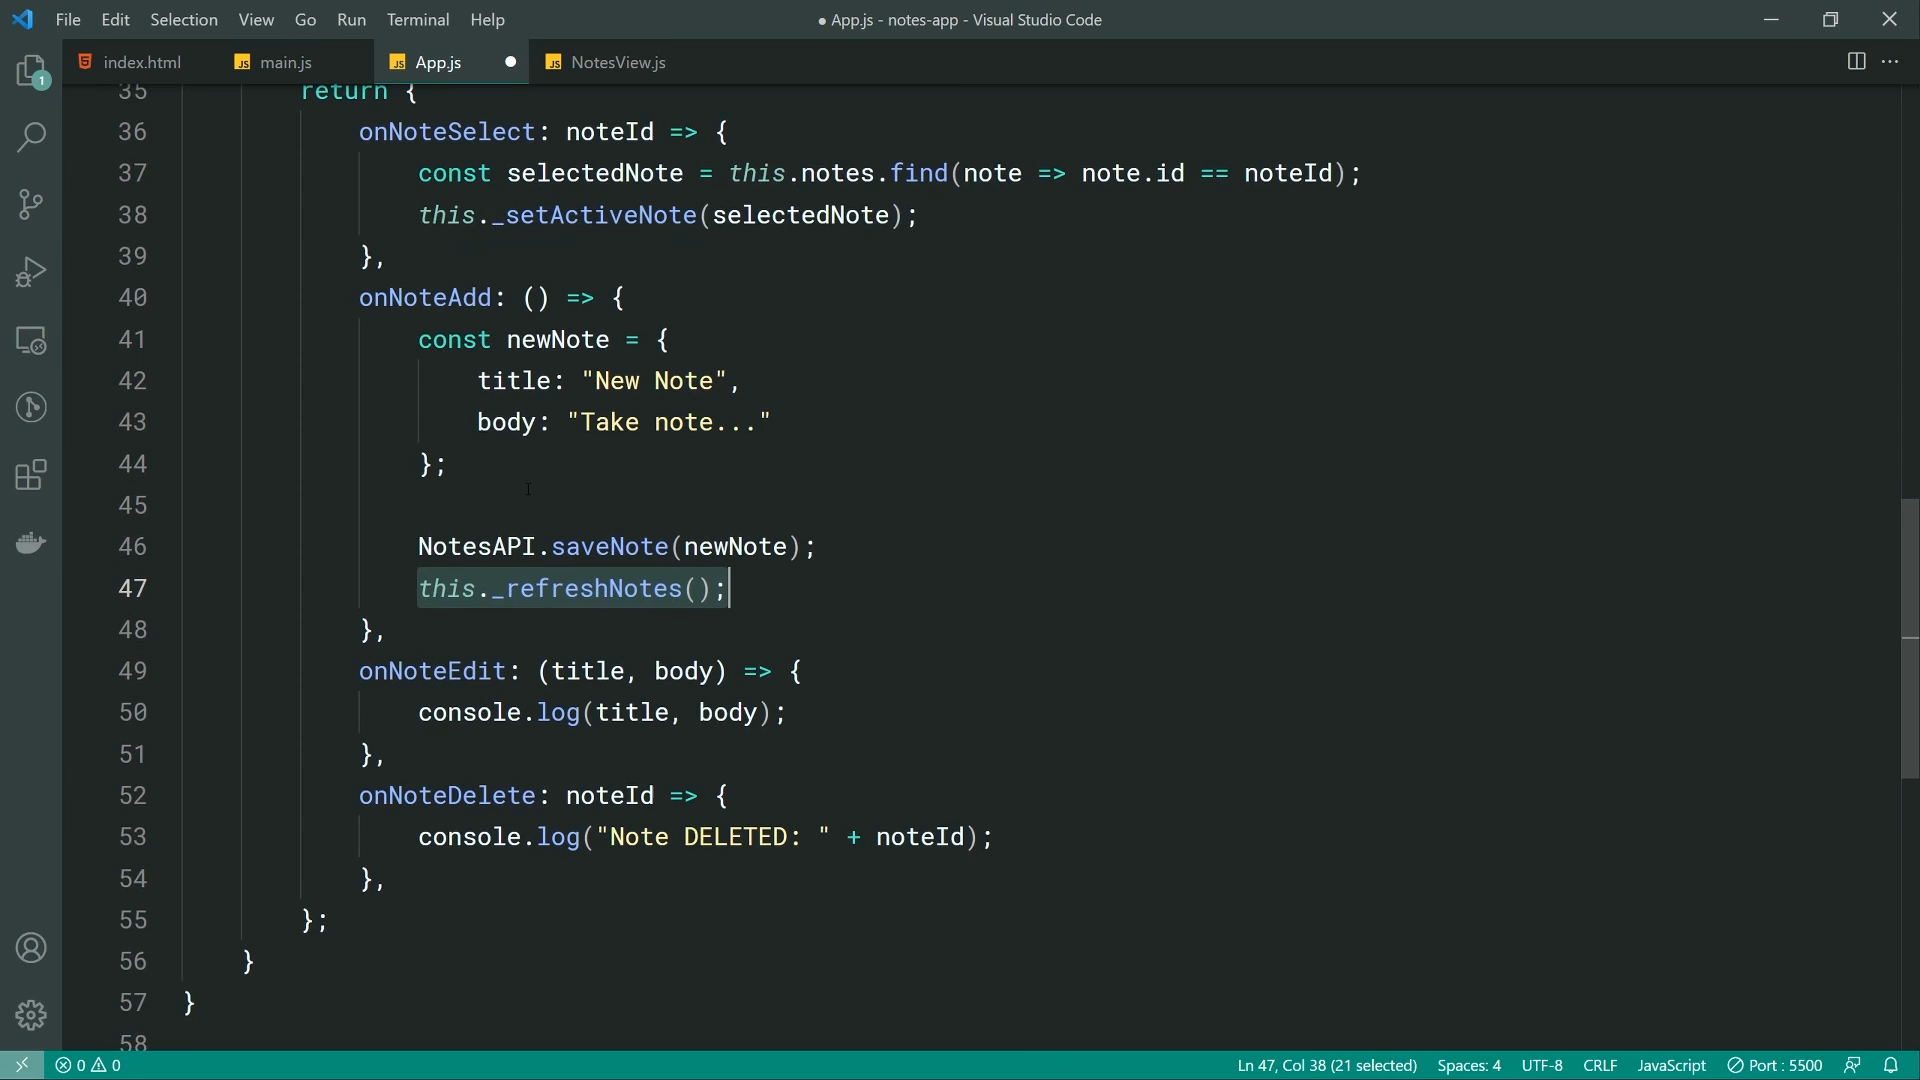 File Edit Selection View Go Run Terminal Help
● App.js - notes-app - Visual Studio Code
index.html
JS main.js
JS App.js ●
JS NotesView.js
1
35 return {
36 onNoteSelect: noteId => {
37 const selectedNote = this.notes.find(note => note.id == noteId);
38 this._setActiveNote(selectedNote);
39 },
40 onNoteAdd: () => {
41 const newNote = {
42 title: "New Note",
43 body: "Take note..."
44 };
45
46 NotesAPI.saveNote(newNote);
47 this._refreshNotes();
48 },
49 onNoteEdit: (title, body) => {
50 console.log(title, body);
51 },
52 onNoteDelete: noteId => {
53 console.log("Note DELETED: " + noteId);
54 },
55 };
56 }
57 }
58
0 0 Ln 47, Col 38 (21 selected) Spaces: 4 UTF-8 CRLF JavaScript Port : 5500